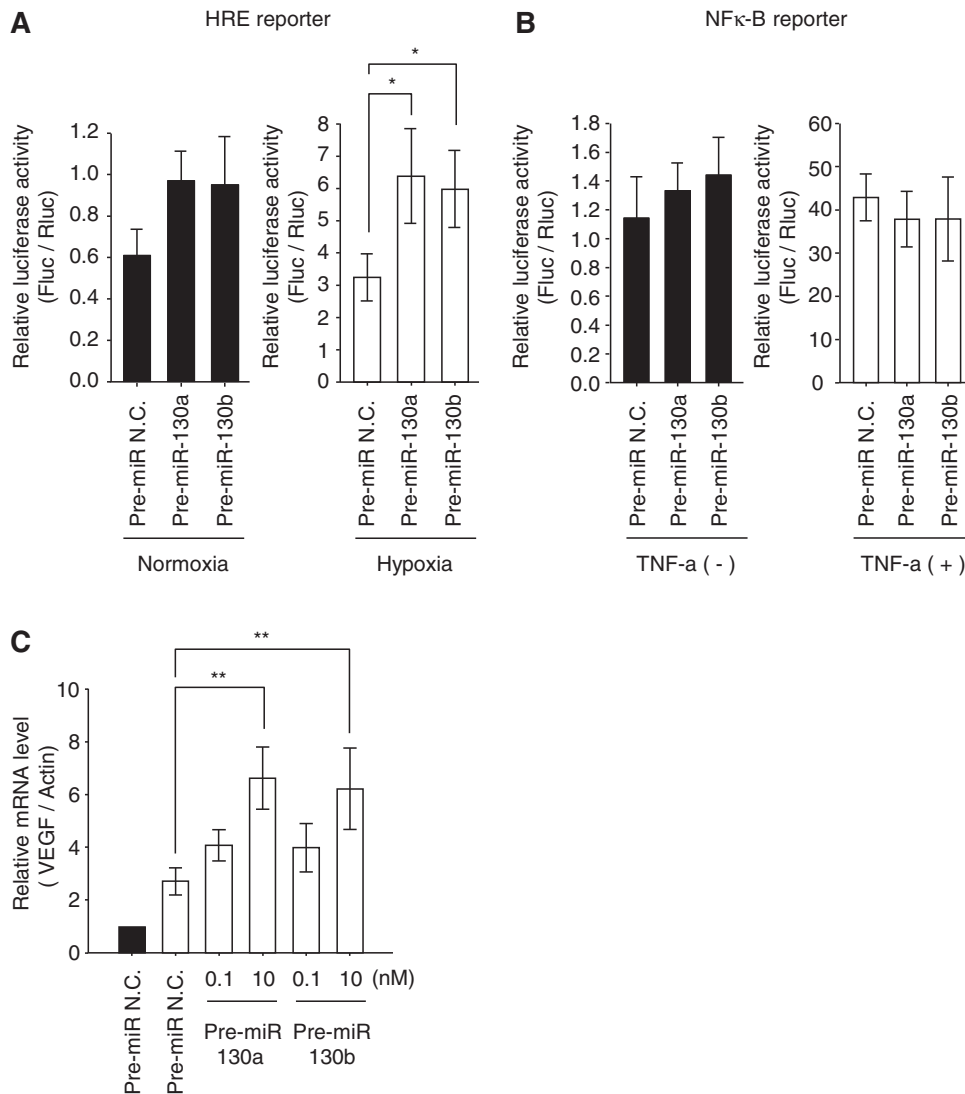 A
HRE reporter
B
NFκ-B reporter
Relative luciferase activity
(Fluc / Rluc)
1.2
1.0
0.8
0.6
0.4
0.2
0.0
Pre-miR N.C.
Pre-miR-130a
Pre-miR-130b
Normoxia
Relative luciferase activity
(Fluc / Rluc)
8
7
6
5
4
3
2
1
0
*
*
Pre-miR N.C.
Pre-miR-130a
Pre-miR-130b
Hypoxia
Relative luciferase activity
(Fluc / Rluc)
1.8
1.6
1.4
1.2
1.0
1.8
1.6
1.4
1.2
0.0
Pre-miR N.C.
Pre-miR-130a
Pre-miR-130b
TNF-a ( - )
Relative luciferase activity
(Fluc / Rluc)
60
50
40
30
20
10
0
Pre-miR N.C.
Pre-miR-130a
Pre-miR-130b
TNF-a ( + )
C
Relative mRNA level
( VEGF / Actin)
10
8
6
4
2
0
**
**
Pre-miR N.C.
Pre-miR N.C.
0.1 10 0.1 10 (nM)
Pre-miR
130a
Pre-miR
130b